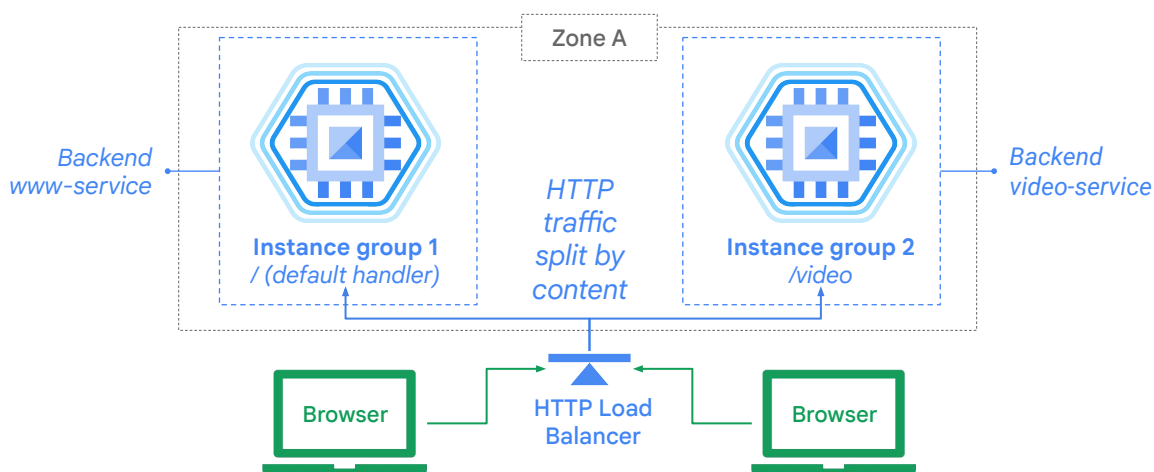 Zone A
Backend
www-service
Instance group 1
/ (default handler)
HTTP
traffic
split by
content
Instance group 2
/video
Backend
video-service
Browser
HTTP Load
Balancer
Browser